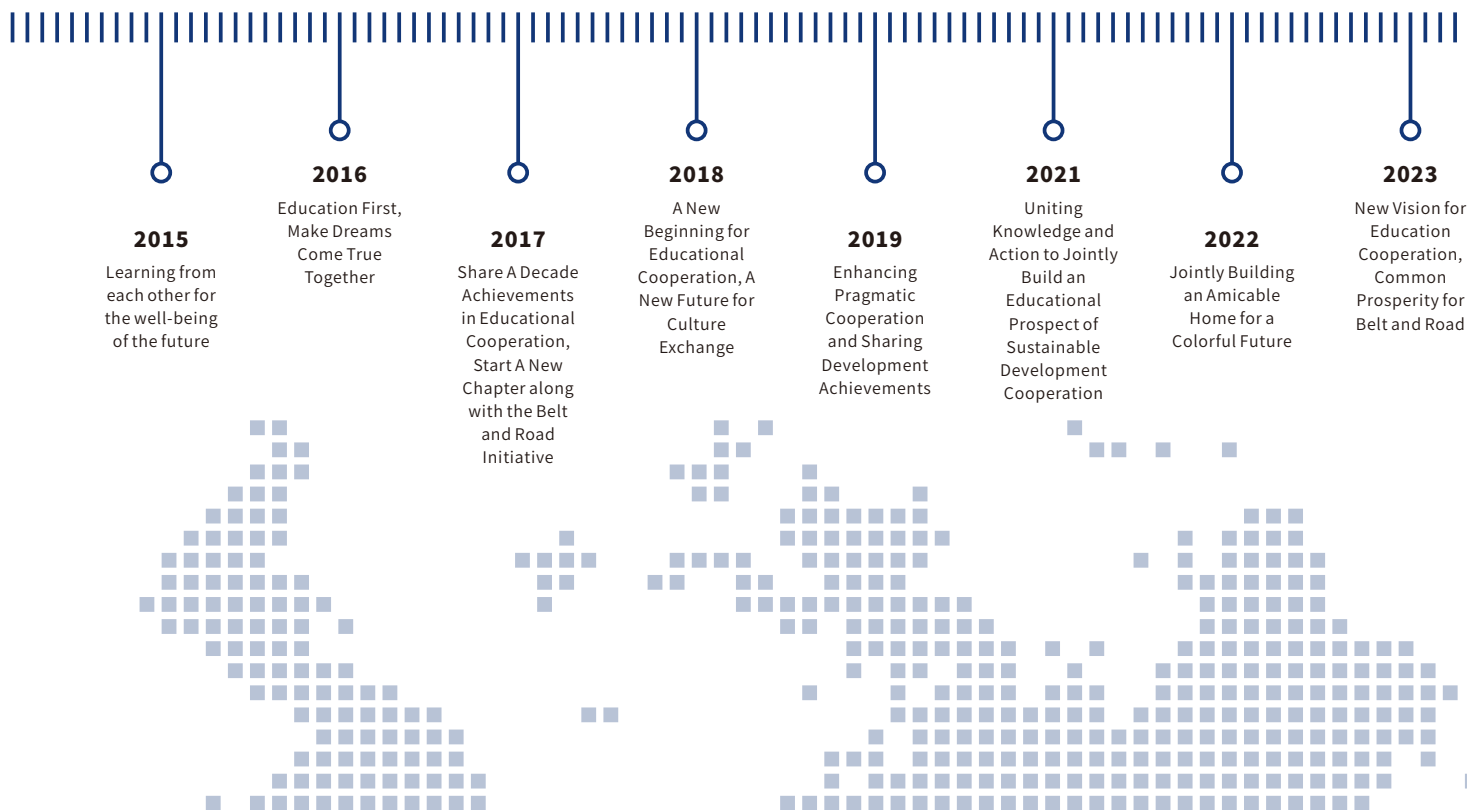 2015
Learning from
each other for
the well-being
of the future
2016
Education First,
Make Dreams
Come True
Together
2017
Share A Decade
Achievements
in Educational
Cooperation,
Start A New
Chapter along
with the Belt
and Road
Initiative
2018
A New
Beginning for
Educational
Cooperation, A
New Future for
Culture
Exchange
2019
Enhancing
Pragmatic
Cooperation
and Sharing
Development
Achievements
2021
Uniting
Knowledge and
Action to Jointly
Build an
Educational
Prospect of
Sustainable
Development
Cooperation
2022
Jointly Building
an Amicable
Home for a
Colorful Future
2023
New Vision for
Education
Cooperation,
Common
Prosperity for
Belt and Road